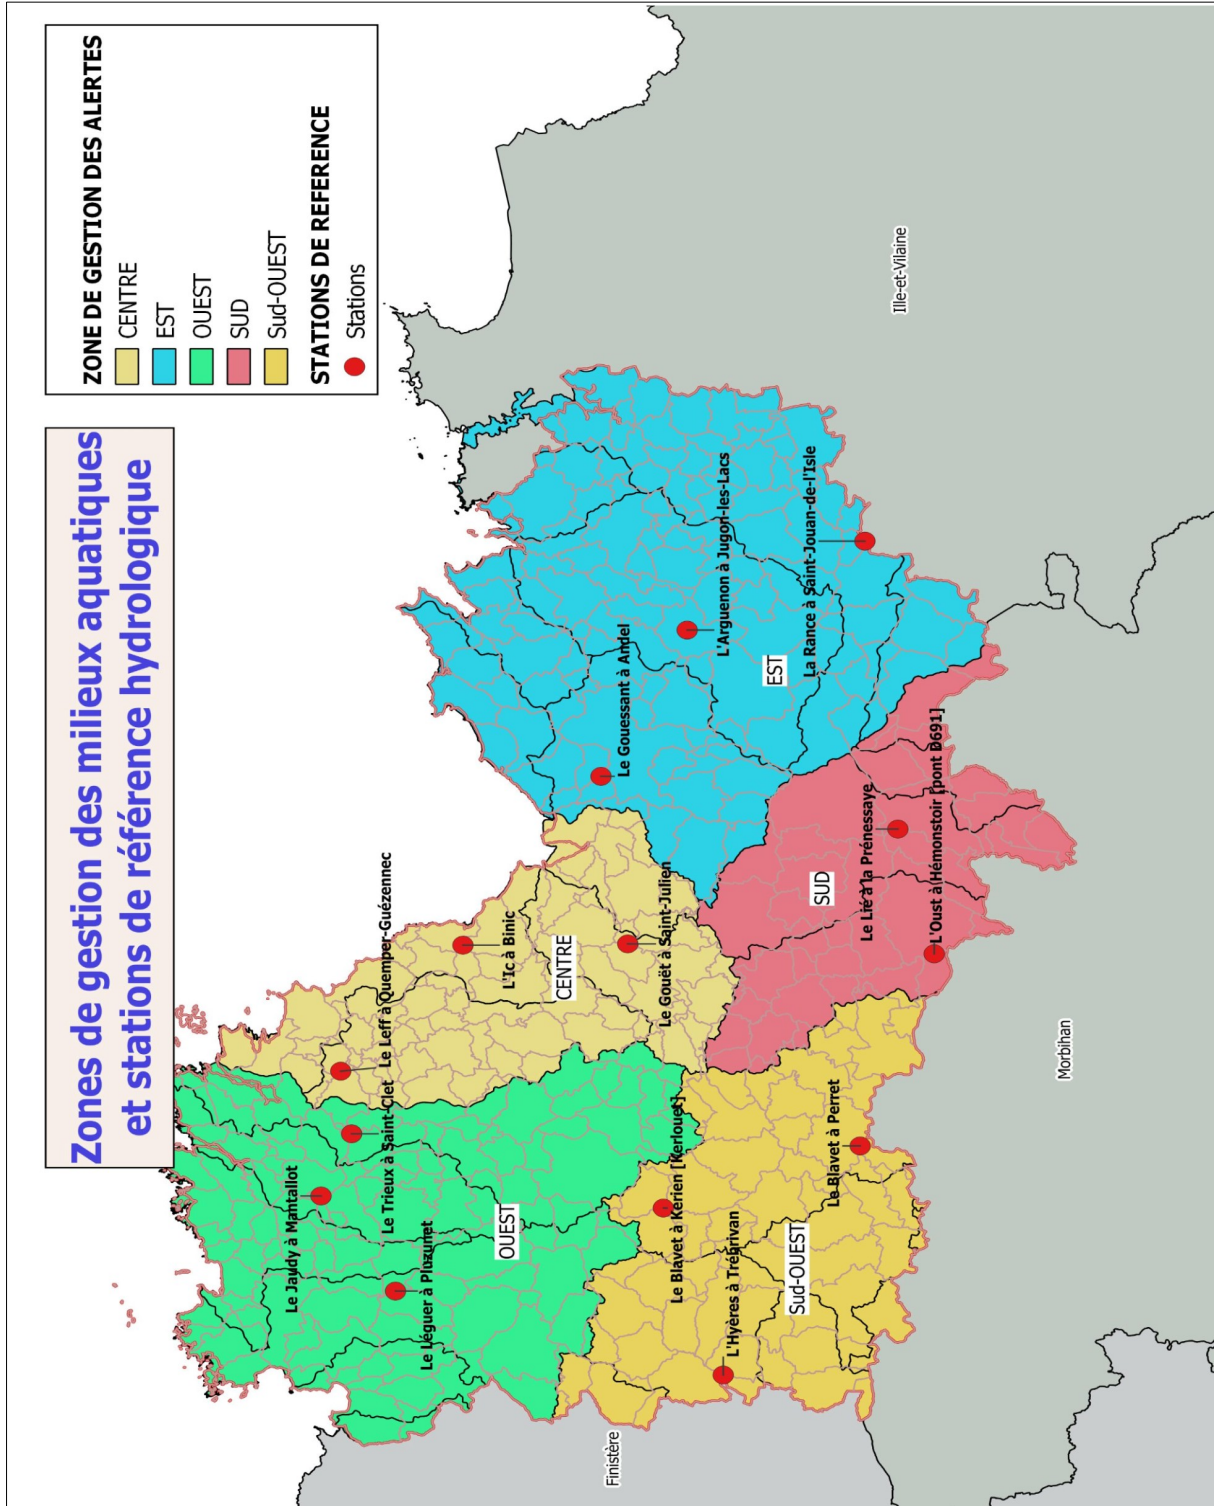 Zones de gestion des milieux aquatiques
et stations de référence hydrologique
ZONE DE GESTION DES ALERTES
CENTRE
EST
OUEST
SUD
Sud-OUEST
STATIONS DE REFERENCE
Stations
Le Jaudy à Mantallot
Le Trieux à Saint-Clet
Le Leff à Quemper-Guézennec
Le Léguer à Pluzunet
OUEST
L'Ic à Binic
CENTRE
Le Gouët à Saint-Julien
Le Gouessant à Andel
L'Arguenon à Jugon-les-Lacs
EST
La Rance à Saint-Jouan-de-l'Isle
Ille-et-Vilaine
Finistère
Le Blavet à Kerien [Kerlouet]
L'Hyères à Trébrivan
Sud-OUEST
Le Blavet à Perret
SUD
Le Lié à la Prénessaye
L'Oust à Hémonstoir [pont D691]
Morbihan